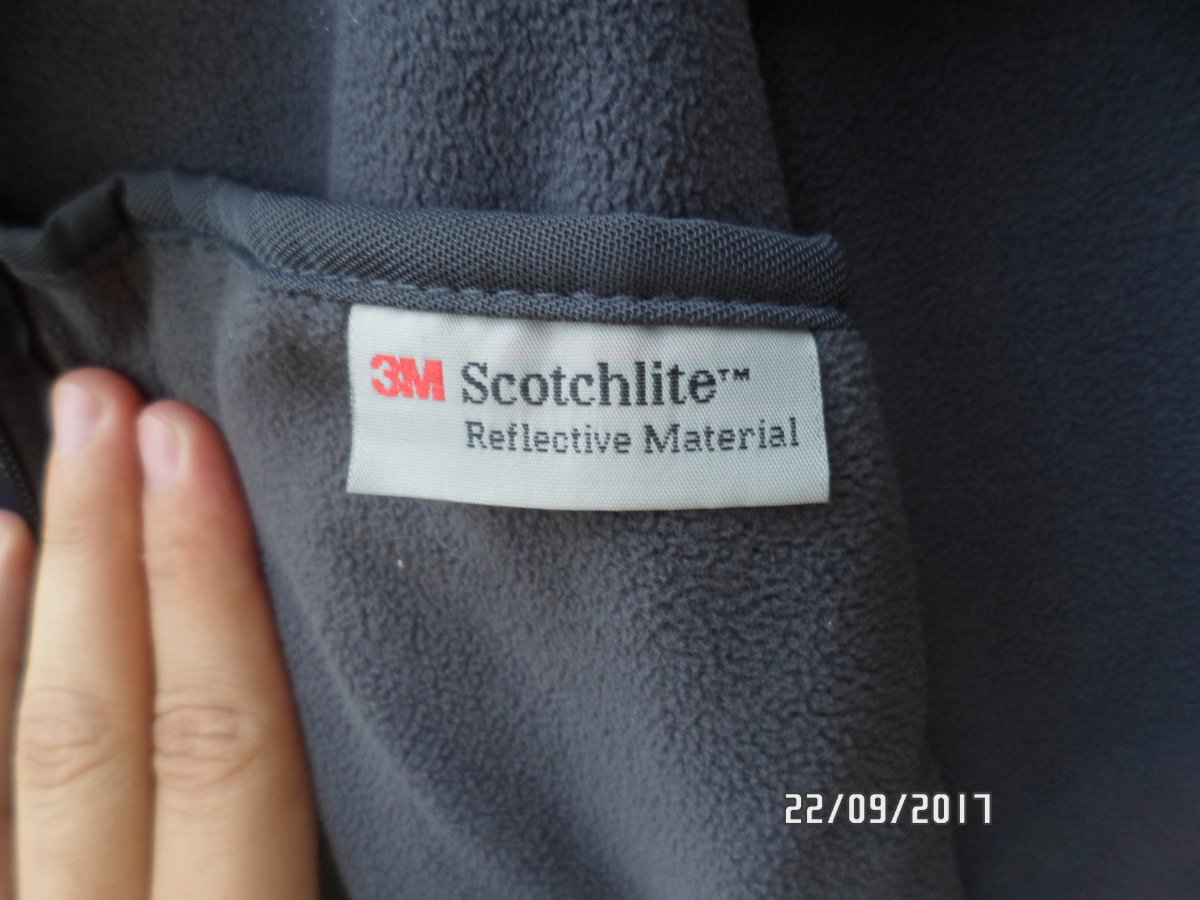 3M Scotchlite™
Reflective Material
22/09/2017